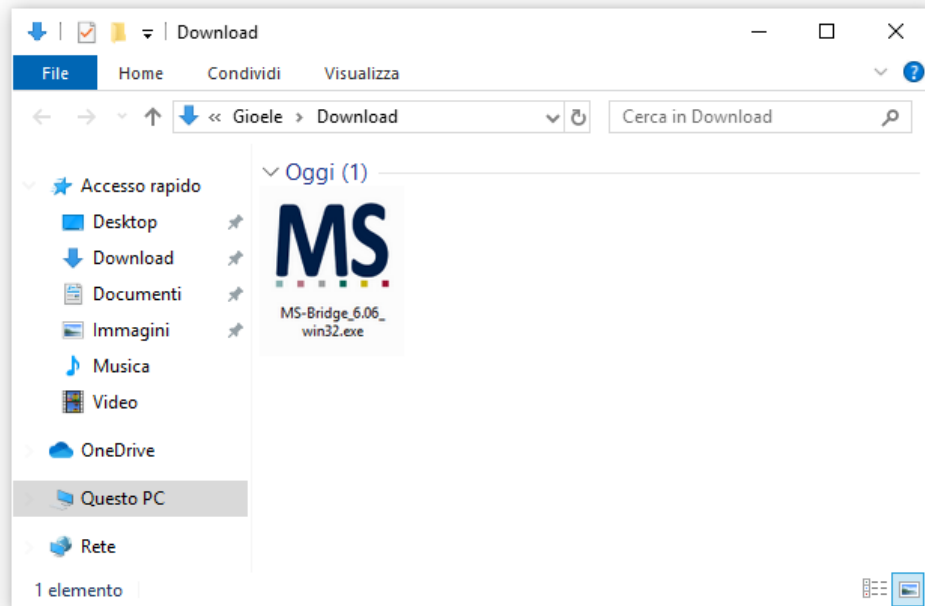 Download
File Home Condividi Visualizza
« Gioele > Download
Cerca in Download
Accesso rapido
Desktop
Download
Documenti
Immagini
Musica
Video
OneDrive
Questo PC
Rete
Oggi (1)
MS
MS-Bridge_6.06_
win32.exe
1 elemento